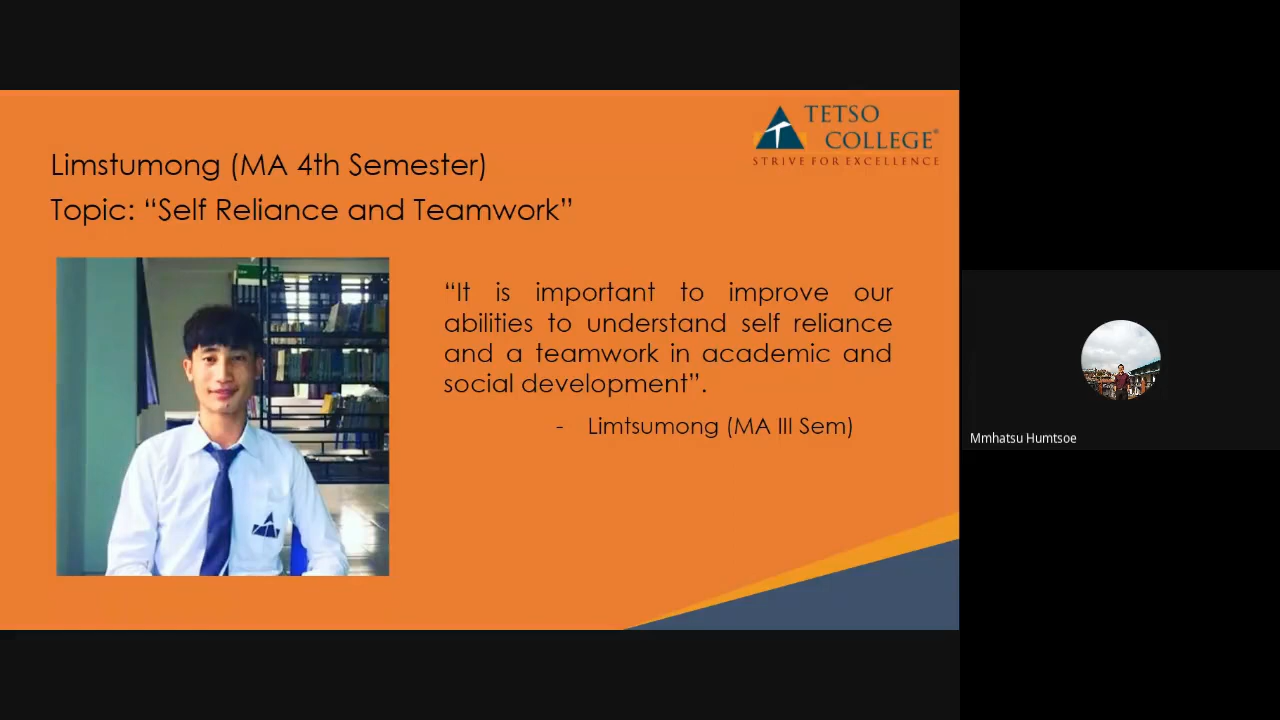 TETSO
COLLEGE®
STRIVE FOR EXCELLENCE
Limstumong (MA 4th Semester)
Topic: “Self Reliance and Teamwork”
“It is important to improve our
abilities to understand self reliance
and a teamwork in academic and
social development”.
- Limtsumong (MA III Sem)
Mmhatsu Humtsoe